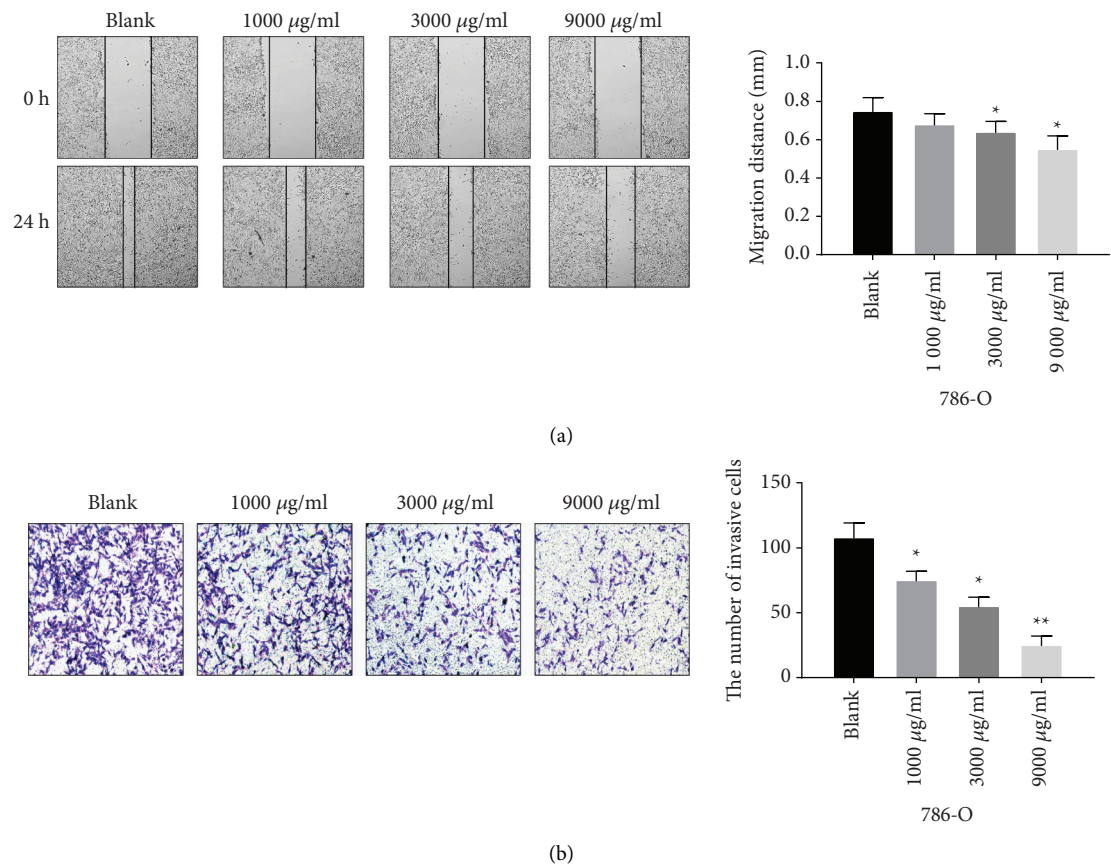 Blank 1000 μg/ml 3000 μg/ml 9000 μg/ml
0 h
24 h
Migration distance (mm)
0.8
0.6
0.4
0.2
0.0
* *
Blank
1 000 μg/ml
3000 μg/ml
9 000 μg/ml
786-O
(a)
Blank 1000 μg/ml 3000 μg/ml 9000 μg/ml
The number of invasive cells
150
100
50
0
* * **
Blank
1000 μg/ml
3000 μg/ml
9000 μg/ml
786-O
(b)